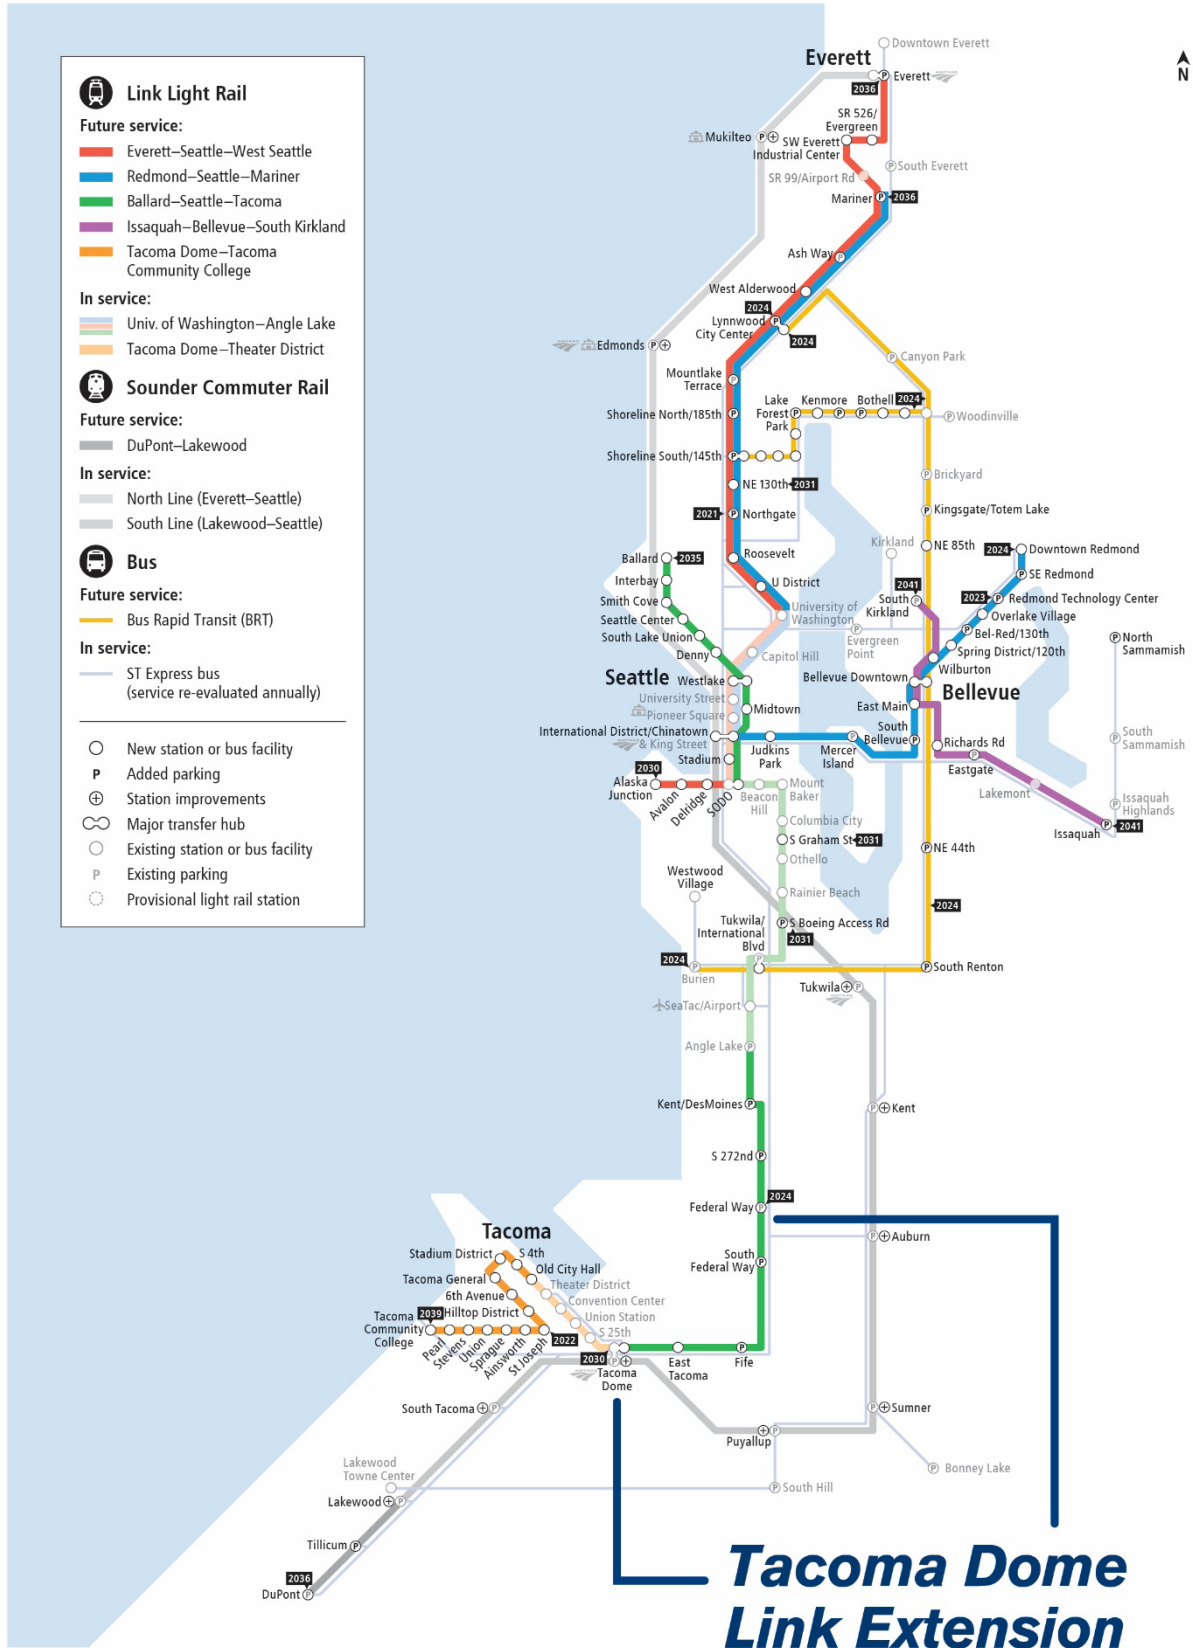 Link Light Rail
Future service:
Everett–Seattle–West Seattle
Redmond–Seattle–Mariner
Ballard–Seattle–Tacoma
Issaquah–Bellevue–South Kirkland
Tacoma Dome–Tacoma
Community College
In service:
Univ. of Washington–Angle Lake
Tacoma Dome–Theater District
Sounder Commuter Rail
Future service:
DuPont–Lakewood
In service:
North Line (Everett–Seattle)
South Line (Lakewood–Seattle)
Bus
Future service:
Bus Rapid Transit (BRT)
In service:
ST Express bus
(service re-evaluated annually)
New station or bus facility
P Added parking
Station improvements
Major transfer hub
Existing station or bus facility
P Existing parking
Provisional light rail station
N
Downtown Everett
Everett
Everett
2036
SR 526/
Evergreen
Mukilteo
SW Everett
Industrial Center
South Everett
SR 99/Airport Rd
Mariner
2036
Ash Way
West Alderwood
2024
Lynnwood
City Center
2024
Edmonds
Canyon Park
Mountlake
Terrace
Lake
Forest
Park
Kenmore
Bothell
2024
Woodinville
Shoreline North/185th
Shoreline South/145th
Brickyard
NE 130th
2031
2021
Northgate
Kingsgate/Totem Lake
Kirkland
NE 85th
2024
Downtown Redmond
Ballard
2035
Roosevelt
SE Redmond
Interbay
U District
2041
South
Kirkland
2023
Redmond Technology Center
Smith Cove
University of
Washington
Overlake Village
Seattle Center
Evergreen
Point
Bel-Red/130th
South Lake Union
Spring District/120th
North
Sammamish
Denny
Capitol Hill
Wilburton
Seattle
Westlake
Bellevue Downtown
Bellevue
University Street
Midtown
East Main
Pioneer Square
International District/Chinatown
& King Street
Judkins
Park
Mercer
Island
South
Bellevue
Richards Rd
South
Sammamish
Stadium
Eastgate
2030
Alaska
Junction
Avalon
Delridge
SODO
Beacon
Hill
Mount
Baker
Lakemont
Issaquah
Highlands
Columbia City
Issaquah
2041
S Graham St
2031
NE 44th
Othello
Westwood
Village
Rainier Beach
2024
Tukwila/
International
Blvd
S Boeing Access Rd
2031
2024
Burien
South Renton
Tukwila
SeaTac/Airport
Angle Lake
Kent/DesMoines
Kent
S 272nd
2024
Federal Way
Auburn
South
Federal Way
Tacoma
Stadium District
S 4th
Old City Hall
Tacoma General
Theater District
6th Avenue
Convention Center
2039
Hilltop District
Union Station
Tacoma
Community
College
S 25th
2022
Pearl
Stevens
Union
Sprague
Ainsworth
St Joseph
2030
Tacoma
Dome
East
Tacoma
Fife
South Tacoma
Sumner
Puyallup
Lakewood
Towne Center
Bonney Lake
South Hill
Lakewood
Tillicum
2036
DuPont
Tacoma Dome
Link Extension